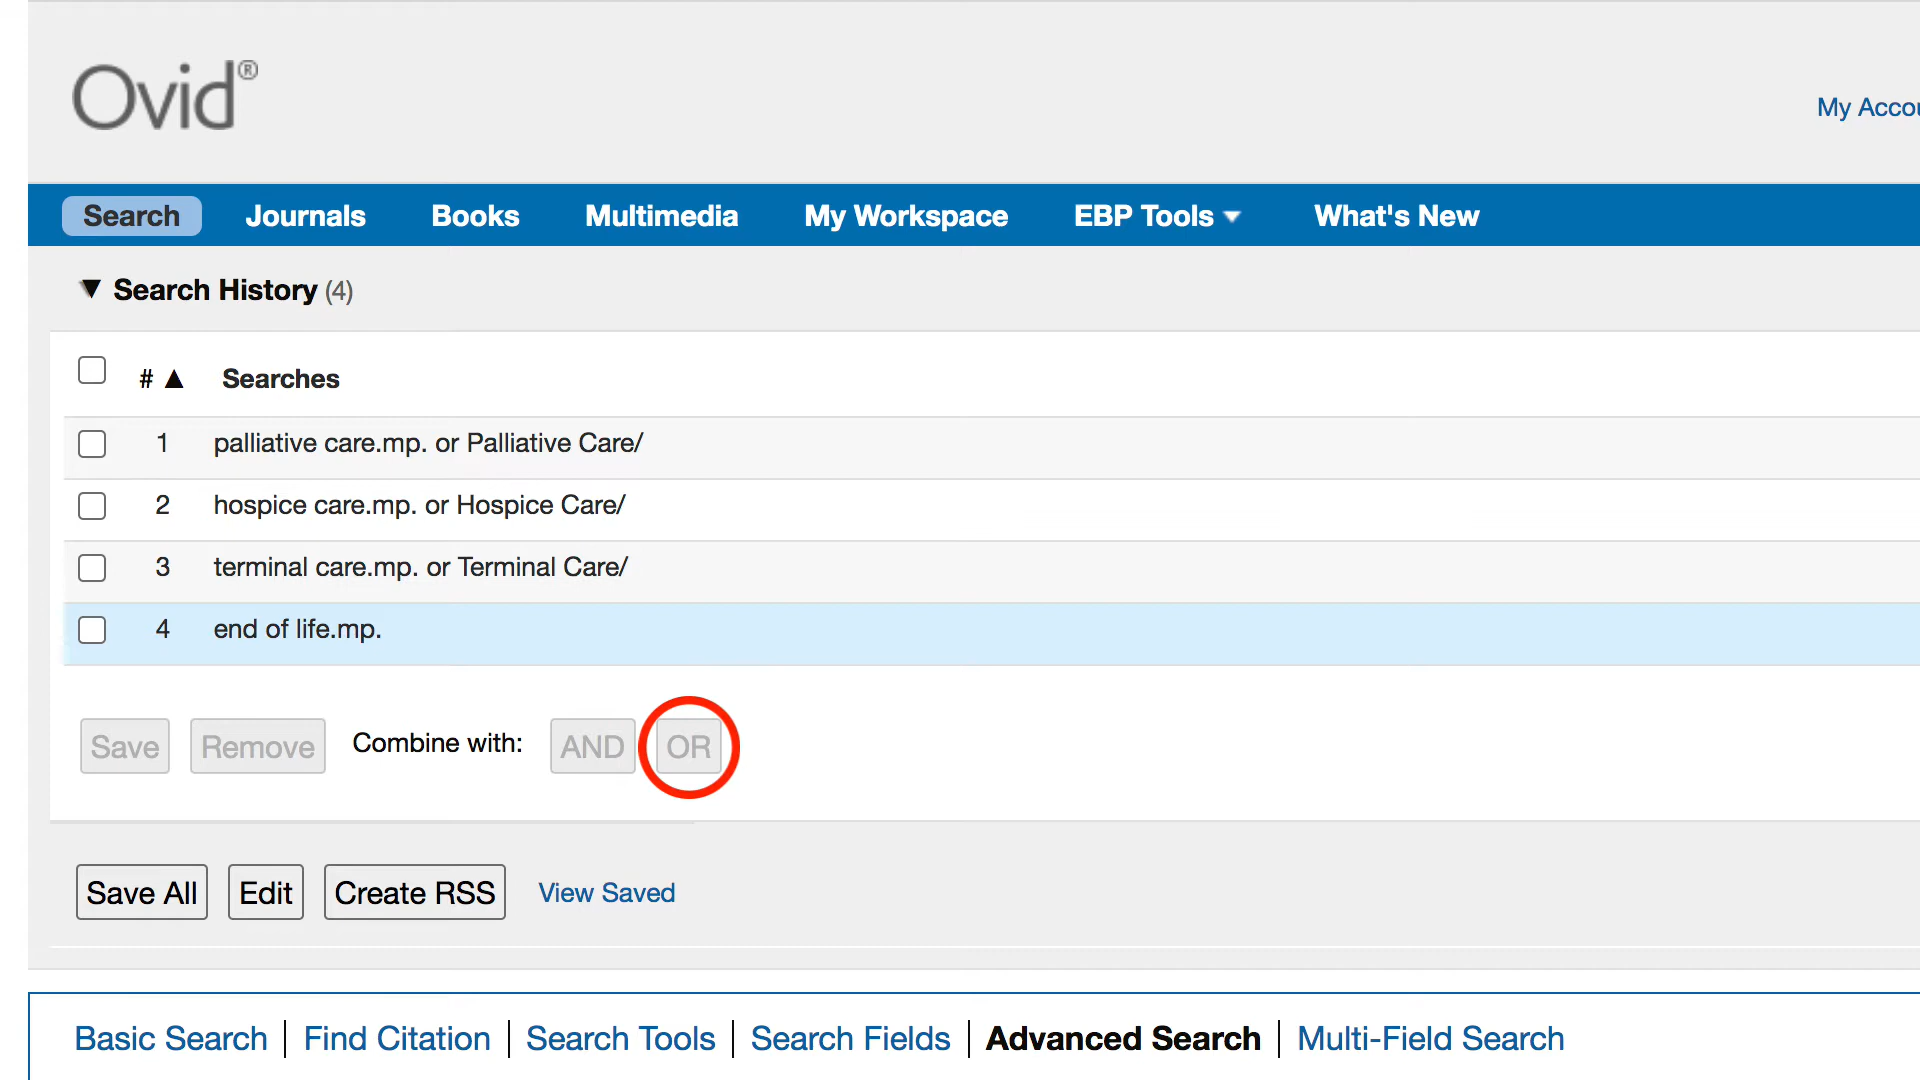 Ovid®
My Accou
Search Journals Books Multimedia My Workspace EBP Tools What's New
Search History (4)
# ▲ Searches
1 palliative care.mp. or Palliative Care/
2 hospice care.mp. or Hospice Care/
3 terminal care.mp. or Terminal Care/
4 end of life.mp.
Save Remove Combine with: AND OR
Save All Edit Create RSS View Saved
Basic Search | Find Citation | Search Tools | Search Fields | Advanced Search | Multi-Field Search